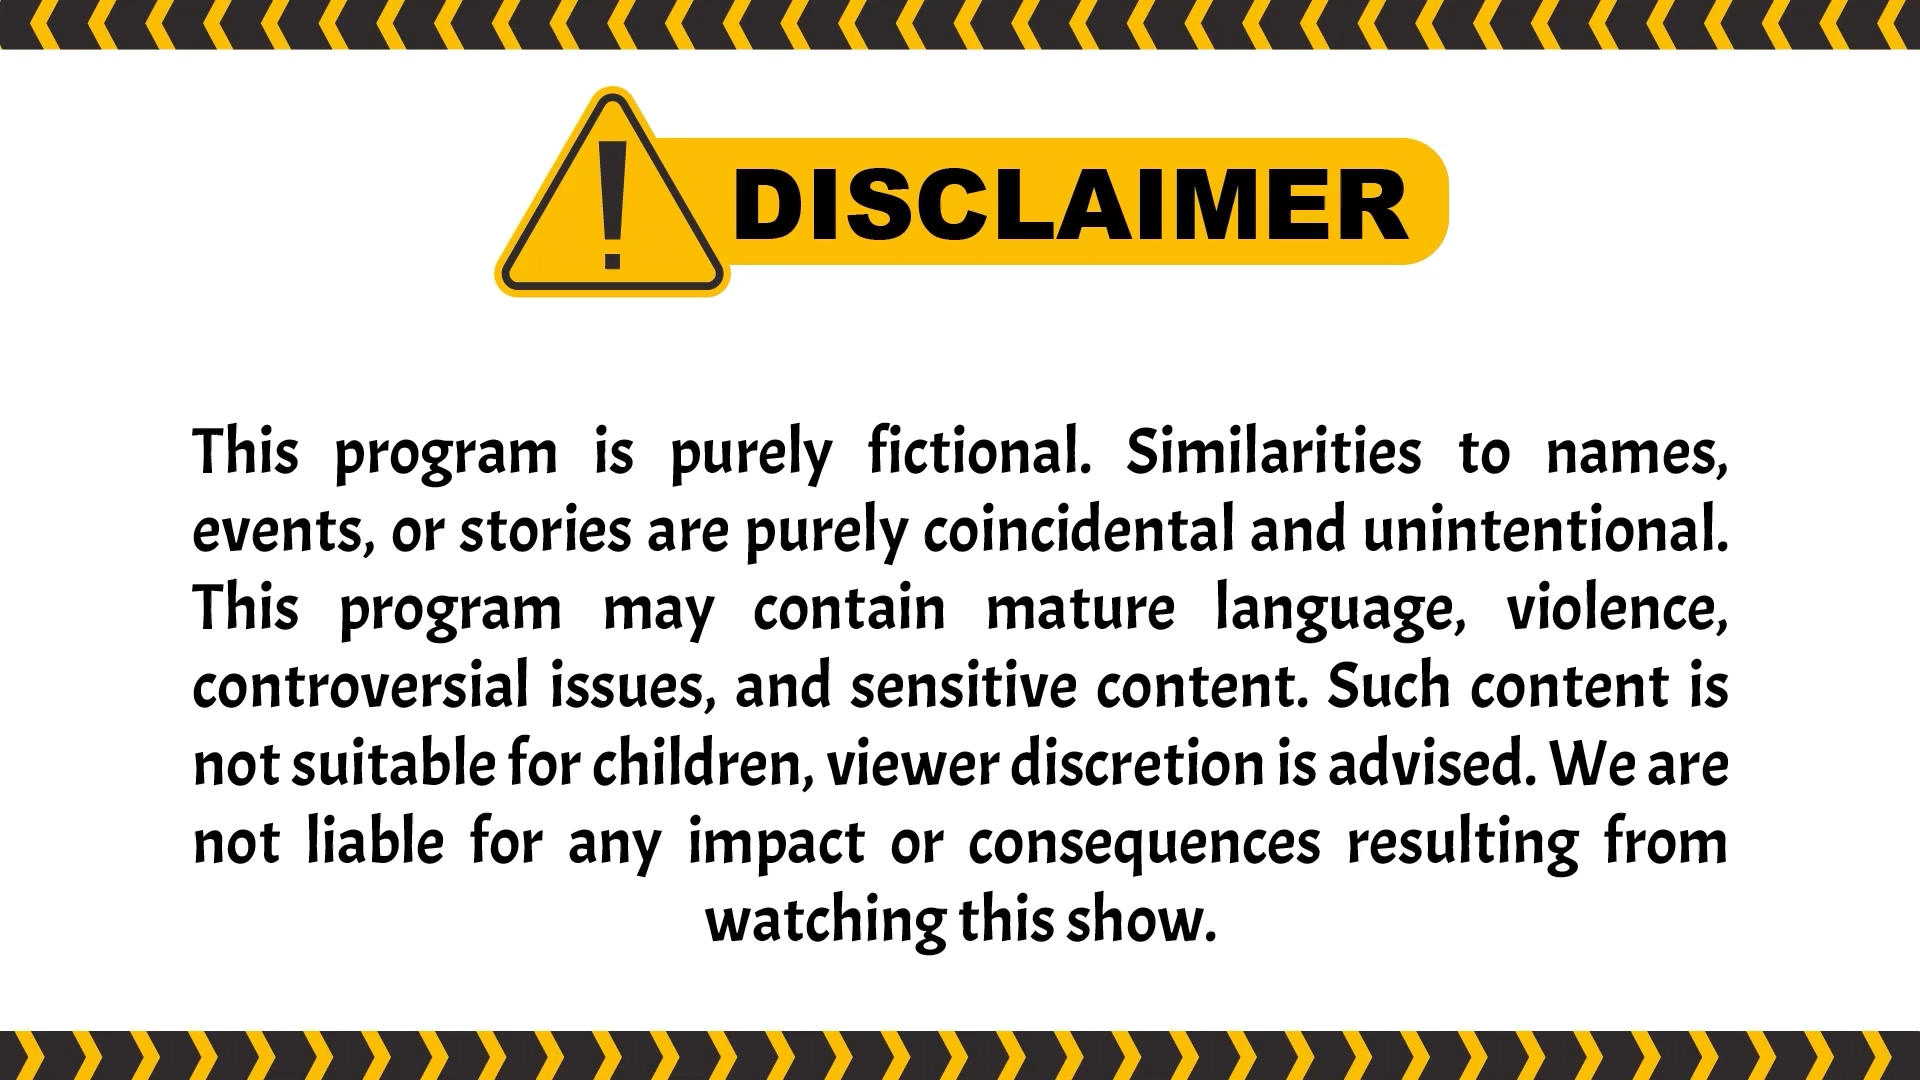 !
DISCLAIMER
This program is purely fictional. Similarities to names,
events, or stories are purely coincidental and unintentional.
This program may contain mature language, violence,
controversial issues, and sensitive content. Such content is
not suitable for children, viewer discretion is advised. We are
not liable for any impact or consequences resulting from
watching this show.